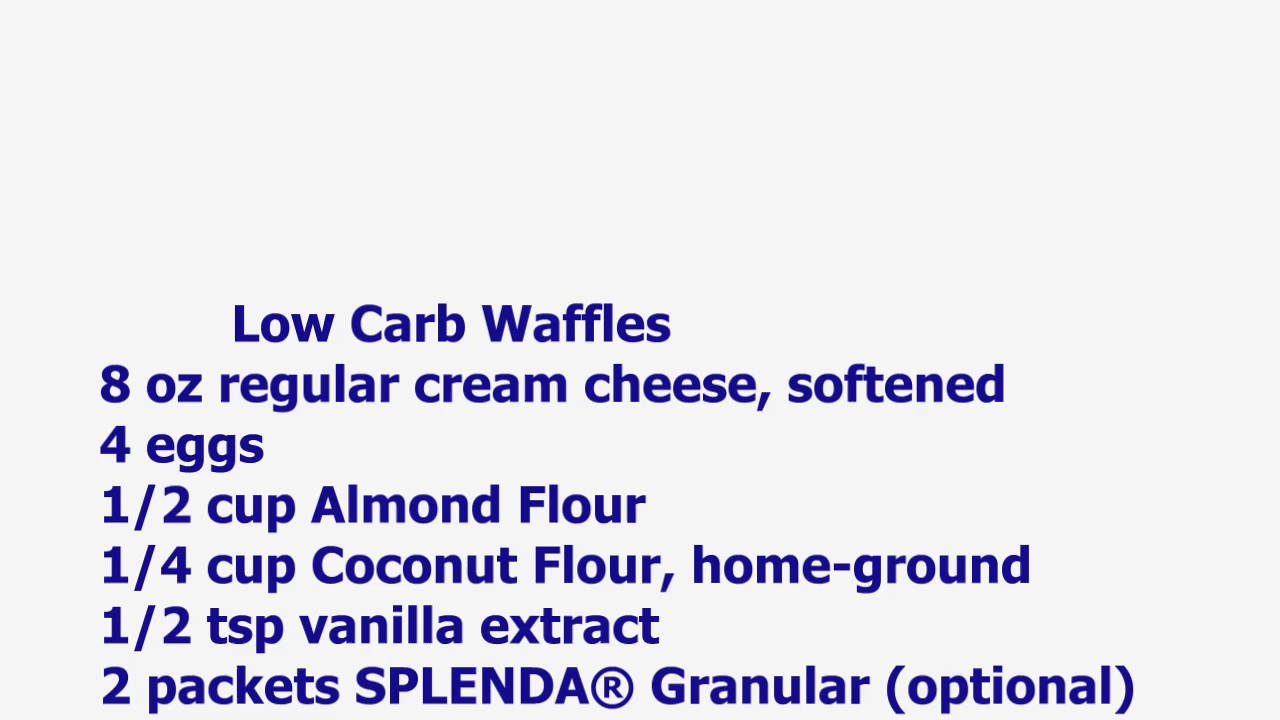 Low Carb Waffles
8 oz regular cream cheese, softened
4 eggs
1/2 cup Almond Flour
1/4 cup Coconut Flour, home-ground
1/2 tsp vanilla extract
2 packets SPLENDA® Granular (optional)